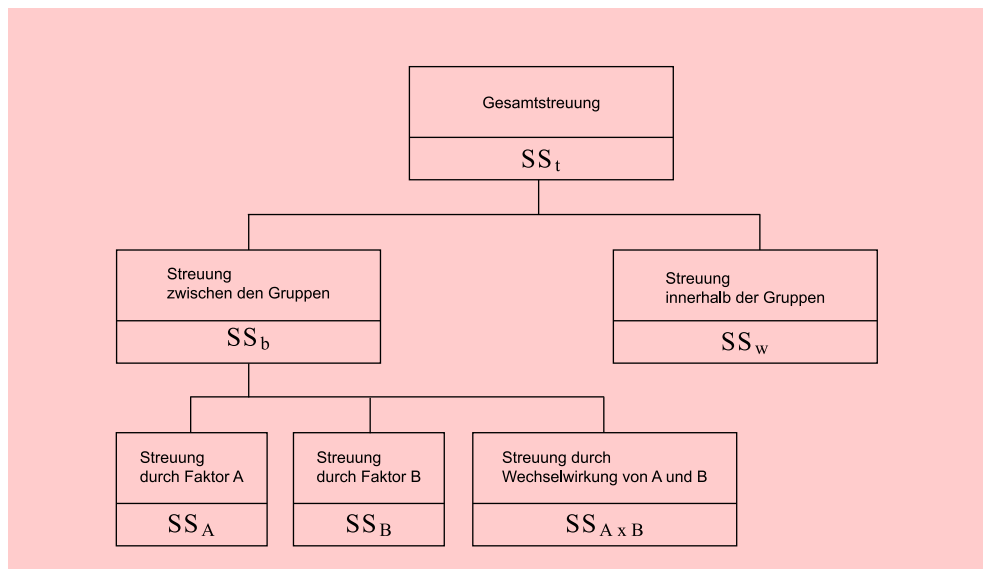 Gesamtstreuung
SSt
Streuung
zwischen den Gruppen
SSb
Streuung
innerhalb der Gruppen
SSw
Streuung
durch Faktor A
SSA
Streuung
durch Faktor B
SSB
Streuung durch
Wechselwirkung von A und B
SSA x B